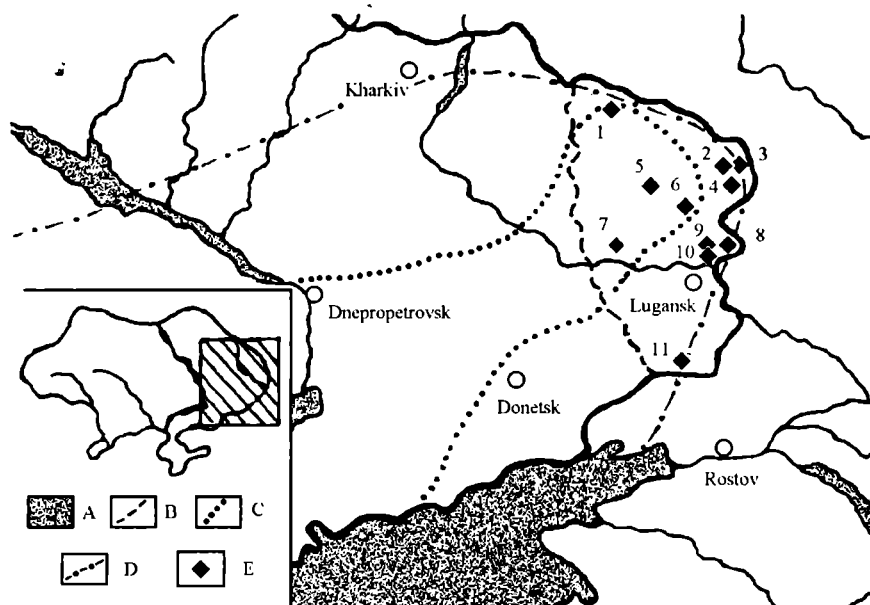 Kharkiv
1
2
3
5
6
4
7
9
8
10
Lugansk
Dnepropetrovsk
11
Donetsk
Rostov
A
B
C
D
E